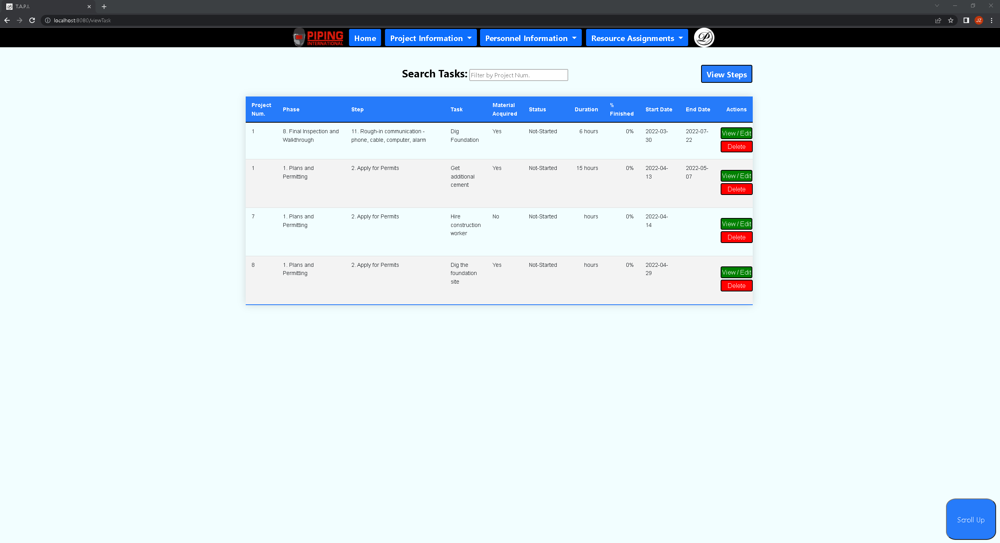 T.A.P.I.
localhost:8080/viewTask
JZ
PIPING
INTERNATIONAL
Home
Project Information
Personnel Information
Resource Assignments
Search Tasks:
Filter by Project Num.
View Steps
Project Num. Phase Step Task Material Acquired Status Duration % Finished Start Date End Date Actions
1 8. Final Inspection and Walkthrough 11. Rough-in communication - phone, cable, computer, alarm Dig Foundation Yes Not-Started 6 hours 0% 2022-03-30 2022-07-22 View / Edit
Delete
1 1. Plans and Permitting 2. Apply for Permits Get additional cement Yes Not-Started 15 hours 0% 2022-04-13 2022-05-07 View / Edit
Delete
7 1. Plans and Permitting 2. Apply for Permits Hire construction worker No Not-Started hours 0% 2022-04-14 View / Edit
Delete
8 1. Plans and Permitting 2. Apply for Permits Dig the foundation site Yes Not-Started hours 0% 2022-04-29 View / Edit
Delete
Scroll Up